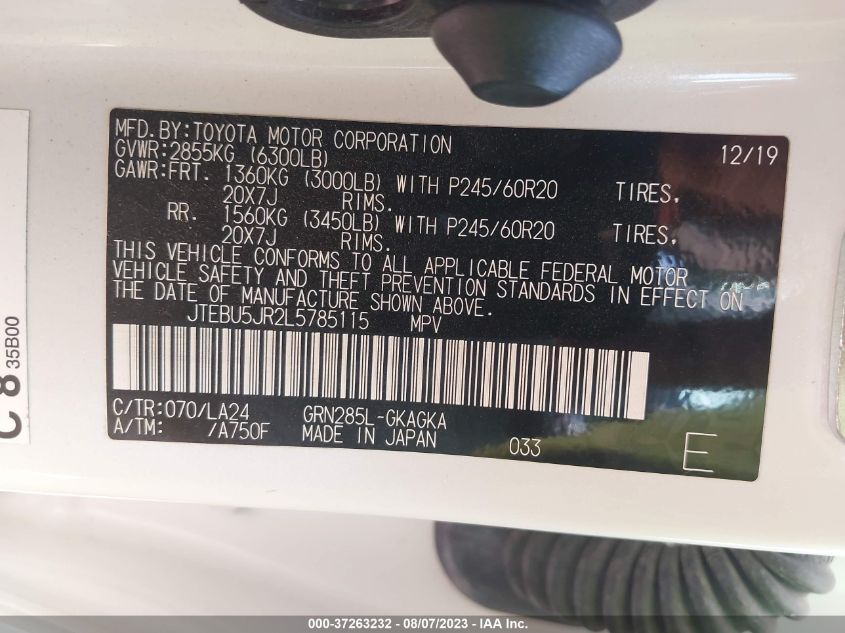 MFD.BY:TOYOTA MOTOR CORPORATION 12/19
GVWR:2855KG (6300LB)
GAWR:FRT. 1360KG (3000LB) WITH P245/60R20 TIRES,
20X7J RIMS.
RR. 1560KG (3450LB) WITH P245/60R20 TIRES,
20X7J RIMS.
THIS VEHICLE CONFORMS TO ALL APPLICABLE FEDERAL MOTOR
VEHICLE SAFETY AND THEFT PREVENTION STANDARDS IN EFFECT ON
THE DATE OF MANUFACTURE SHOWN ABOVE.
JTEBU5JR2L5785115 MPV
C/TR:070/LA24 GRN285L-GKAGKA
A/TM: /A750F MADE IN JAPAN 033 E
C 8 35B00
000-37263232 - 08/07/2023 - IAA Inc.